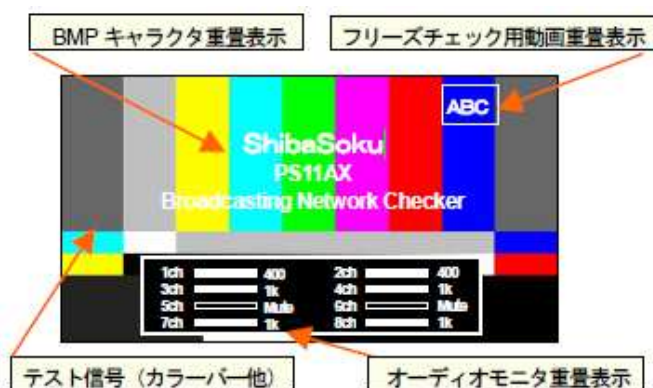 BMP キャラクタ重畳表示
フリーズチェック用動画重畳表示
ABC
ShibaSoku
PS11AX
Broadcasting Network Checker
1ch 400 2ch 400
3ch 1k 4ch 1k
5ch Mute 6ch Mute
7ch 1k 8ch 1k
テスト信号（カラーバー他）
オーディオモニタ重畳表示